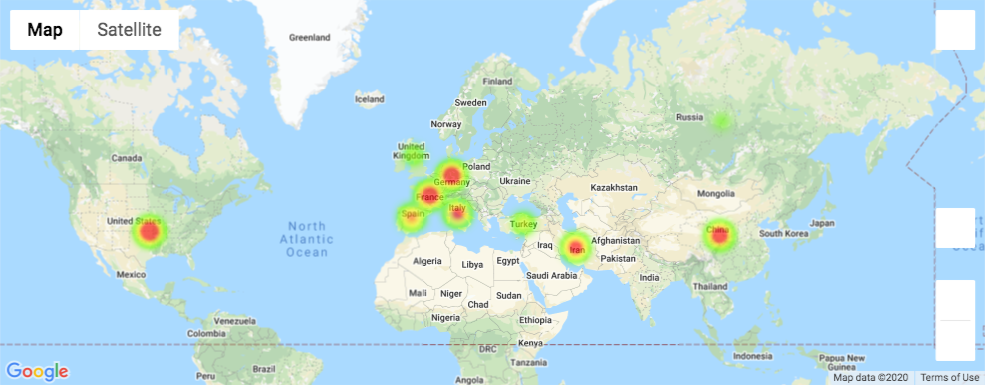 Map
Satellite
Greenland
Iceland
Finland
Sweden
Norway
Russia
United
Kingdom
Canada
Poland
Germany
Ukraine
Kazakhstan
Mongolia
France
Italy
Spain
United States
North
Atlantic
Ocean
Turkey
China
Japan
South Korea
Iraq
Iran
Afghanistan
Pakistan
Mexico
Algeria
Libya
Egypt
Saudi Arabia
India
Thailand
Mali
Niger
Chad
Sudan
Nigeria
Ethiopia
Venezuela
Colombia
Kenya
DRC
Tanzania
Indonesia
Papua New
Guinea
Peru
Brazil
Angola
Google
Map data ©2020
Terms of Use